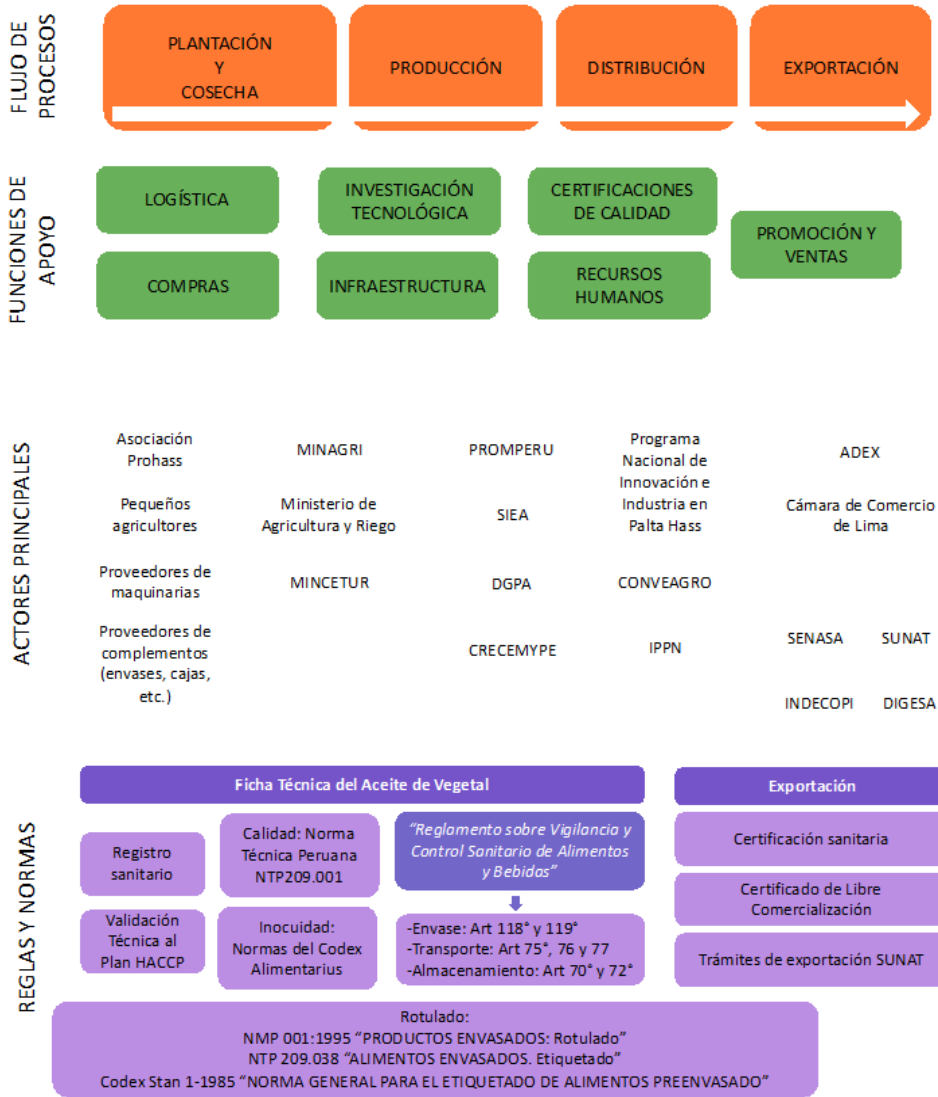 FLUJO DE
PROCESOS
PLANTACIÓN
Y
COSECHA
PRODUCCIÓN
DISTRIBUCIÓN
EXPORTACIÓN
FUNCIONES DE
APOYO
LOGÍSTICA
INVESTIGACIÓN
TECNOLÓGICA
CERTIFICACIONES
DE CALIDAD
PROMOCIÓN Y
VENTAS
COMPRAS
INFRAESTRUCTURA
RECURSOS
HUMANOS
ACTORES PRINCIPALES
Asociación
Prohass
MINAGRI
PROMPERU
Programa
Nacional de
Innovación e
Industria en
Palta Hass
ADEX
Pequeños
agricultores
Ministerio de
Agricultura y Riego
SIEA
Cámara de Comercio
de Lima
Proveedores de
maquinarias
MINCETUR
DGPA
CONVEAGRO
Proveedores de
complementos
(envases, cajas,
etc.)
CRECEMYPE
IPPN
SENASA
SUNAT
INDECOPI
DIGESA
REGLAS Y NORMAS
Ficha Técnica del Aceite de Vegetal
Exportación
Registro
sanitario
Calidad: Norma
Técnica Peruana
NTP209.001
“Reglamento sobre Vigilancia y
Control Sanitario de Alimentos
y Bebidas”
Certificación sanitaria
Validación
Técnica al
Plan HACCP
Inocuidad:
Normas del Codex
Alimentarius
-Envase: Art 118° y 119°
-Transporte: Art 75°, 76 y 77
-Almacenamiento: Art 70° y 72°
Certificado de Libre
Comercialización
Trámites de exportación SUNAT
Rotulado:
NMP 001:1995 “PRODUCTOS ENVASADOS: Rotulado”
NTP 209.038 “ALIMENTOS ENVASADOS. Etiquetado”
Codex Stan 1-1985 “NORMA GENERAL PARA EL ETIQUETADO DE ALIMENTOS PREENVASADO”